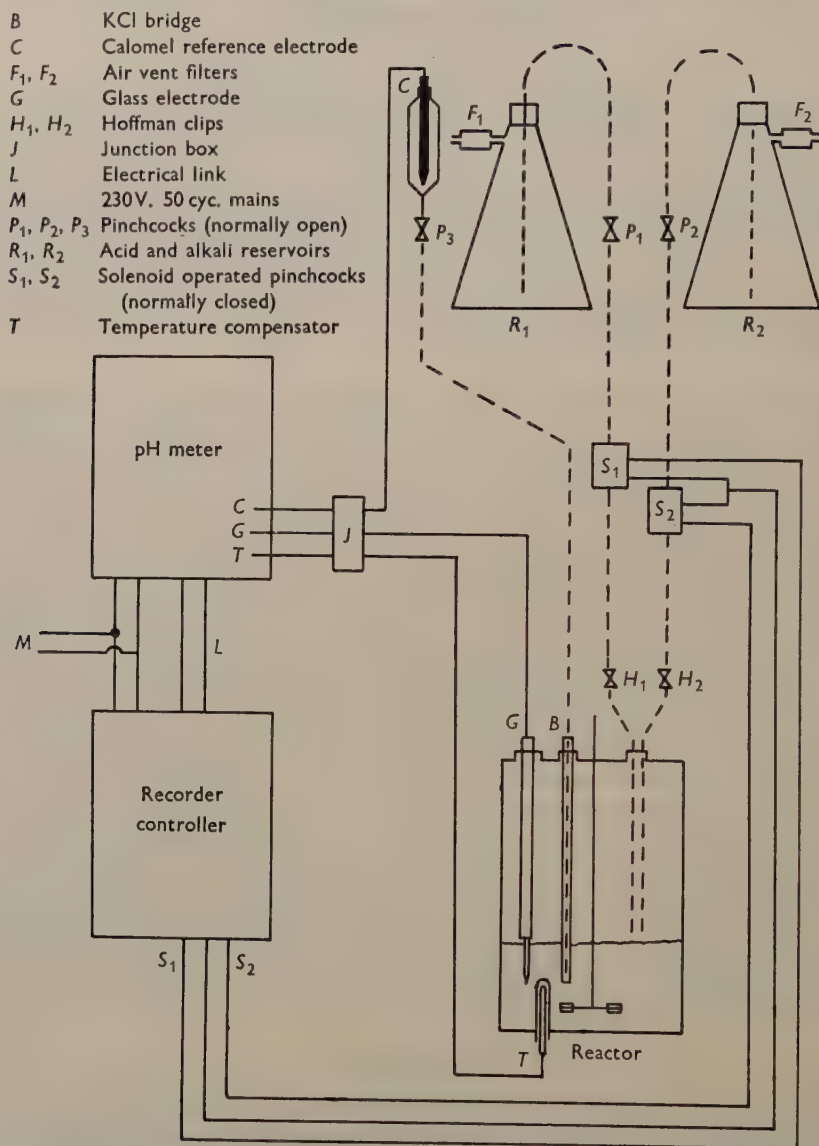 B KCl bridge
C Calomel reference electrode
F₁, F₂ Air vent filters
G Glass electrode
H₁, H₂ Hoffman clips
J Junction box
L Electrical link
M 230V. 50 cyc. mains
P₁, P₂, P₃ Pinchcocks (normally open)
R₁, R₂ Acid and alkali reservoirs
S₁, S₂ Solenoid operated pinchcocks
(normally closed)
T Temperature compensator
C
F₁
F₂
P₃
P₁
P₂
R₁
R₂
pH meter
C
G
T
J
S₁
S₂
M
L
H₁
H₂
G
B
Recorder
controller
S₁
S₂
T
Reactor